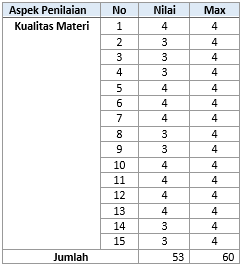 Aspek Penilaian No Nilai Max
Kualitas Materi 1 4 4
2 3 4
3 3 4
4 3 4
5 4 4
6 4 4
7 4 4
8 3 4
9 3 4
10 4 4
11 4 4
12 4 4
13 4 4
14 3 4
15 3 4
Jumlah 53 60